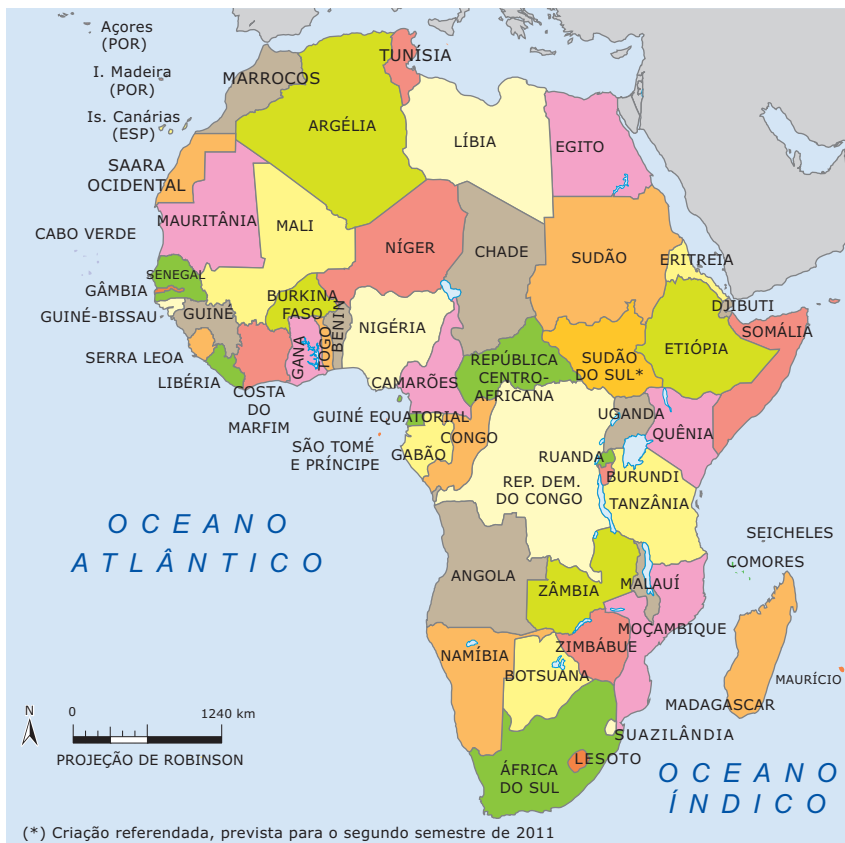 Açores
(POR)
I. Madeira
(POR)
Is. Canárias
(ESP)
MARROCOS
TUNÍSIA
ARGÉLIA
LÍBIA
EGITO
SAARA
OCIDENTAL
MAURITÂNIA
MALI
NÍGER
CHADE
SUDÃO
ERITREIA
CABO VERDE
SENEGAL
GÂMBIA
GUINÉ-BISSAU
GUINÉ
BURKINA
FASO
BENIN
TOGO
GANA
NIGÉRIA
DJIBUTI
SOMÁLIA
ETIÓPIA
SERRA LEOA
LIBÉRIA
COSTA
DO
MARFIM
CAMARÕES
REPÚBLICA
CENTRO-
AFRICANA
SUDÃO
DO SUL*
GUINÉ EQUATORIAL
SÃO TOMÉ
E PRÍNCIPE
GABÃO
CONGO
UGANDA
QUÊNIA
RUANDA
BURUNDI
REP. DEM.
DO CONGO
TANZÂNIA
OCEANO
ATLÂNTICO
SEICHELES
COMORES
ANGOLA
ZÂMBIA
MALAUÍ
MOÇAMBIQUE
NAMÍBIA
ZIMBÁBUE
BOTSUANA
MAURÍCIO
MADAGASCAR
SUAZILÂNDIA
LESOTO
ÁFRICA
DO SUL
OCEANO
ÍNDICO
N
0 1240 km
PROJEÇÃO DE ROBINSON
(*) Criação referendada, prevista para o segundo semestre de 2011